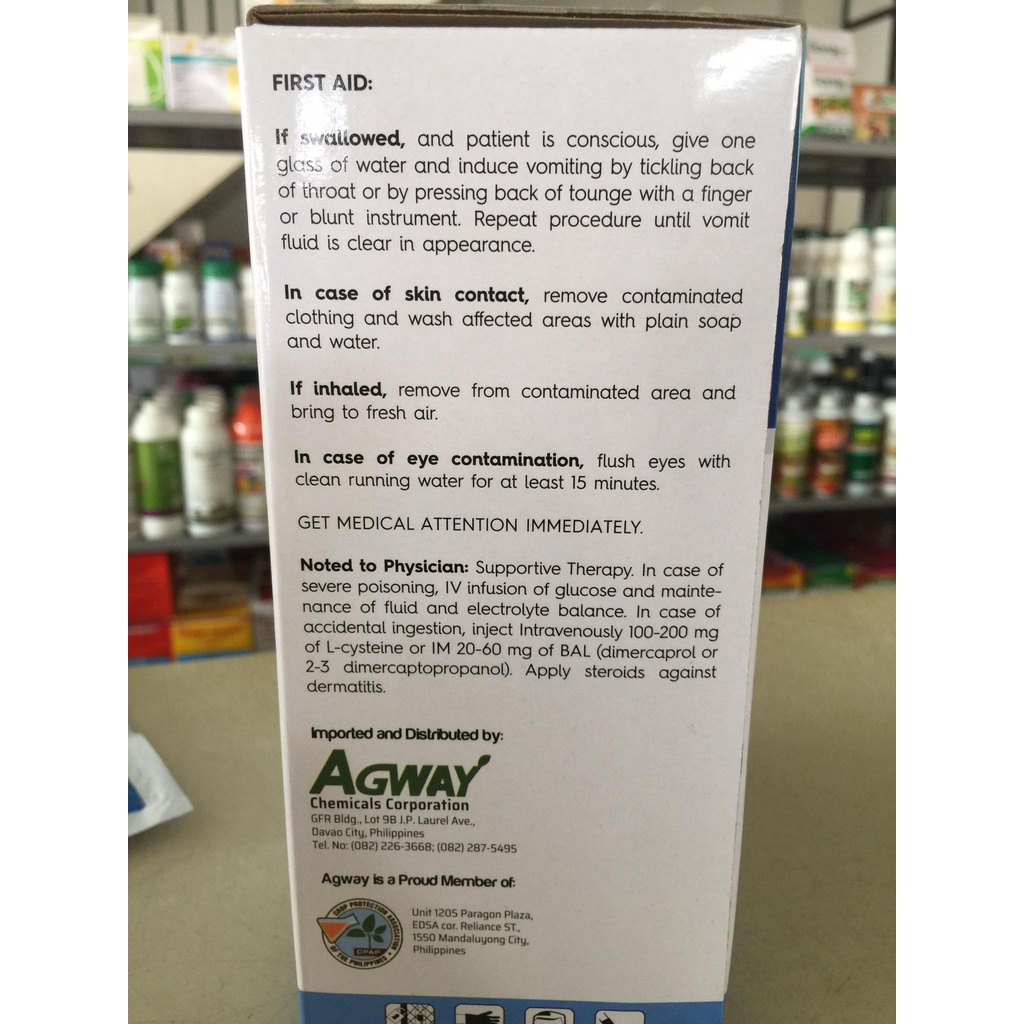 FIRST AID:
If swallowed, and patient is conscious, give one
glass of water and induce vomiting by tickling back
of throat or by pressing back of tounge with a finger
or blunt instrument. Repeat procedure until vomit
fluid is clear in appearance.
In case of skin contact, remove contaminated
clothing and wash affected areas with plain soap
and water.
If inhaled, remove from contaminated area and
bring to fresh air.
In case of eye contamination, flush eyes with
clean running water for at least 15 minutes.
GET MEDICAL ATTENTION IMMEDIATELY.
Noted to Physician: Supportive Therapy. In case of
severe poisoning, IV infusion of glucose and mainte-
nance of fluid and electrolyte balance. In case of
accidental ingestion, inject Intravenously 100-200 mg
of L-cysteine or IM 20-60 mg of BAL (dimercaprol or
2-3 dimercaptopropanol). Apply steroids against
dermatitis.
Imported and Distributed by:
AGWAY
Chemicals Corporation
GFR Bldg., Lot 9B J.P. Laurel Ave.,
Davao City, Philippines
Tel. No: (082) 226-3668; (082) 287-5495
Agway is a Proud Member of:
CROP PROTECTION ASSOCIATION
OF THE PHILIPPINES
CPAP
Unit 1205 Paragon Plaza,
EDSA cor. Reliance ST.,
1550 Mandaluyong City,
Philippines